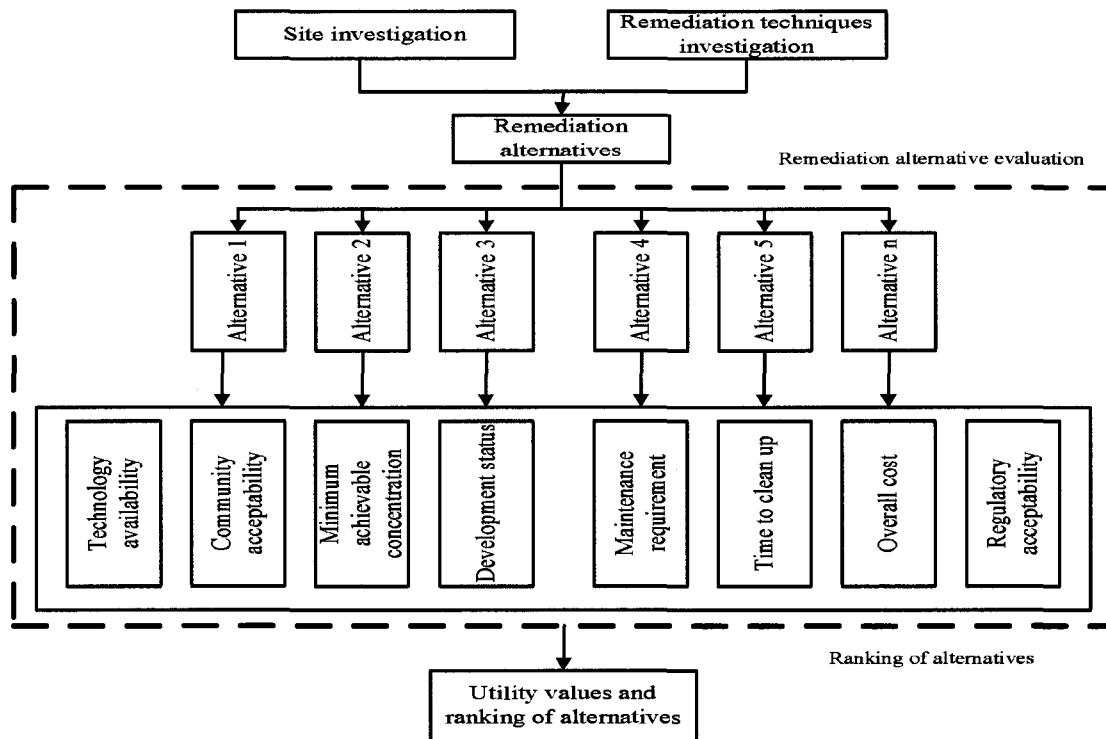 Site investigation
Remediation techniques
investigation
Remediation
alternatives
Remediation alternative evaluation
Alternative 1
Alternative 2
Alternative 3
Alternative 4
Alternative 5
Alternative n
Technology
availability
Community
acceptability
Minimum
achievable
concentration
Development status
Maintenance
requirement
Time to clean up
Overall cost
Regulatory
acceptability
Ranking of alternatives
Utility values and
ranking of alternatives